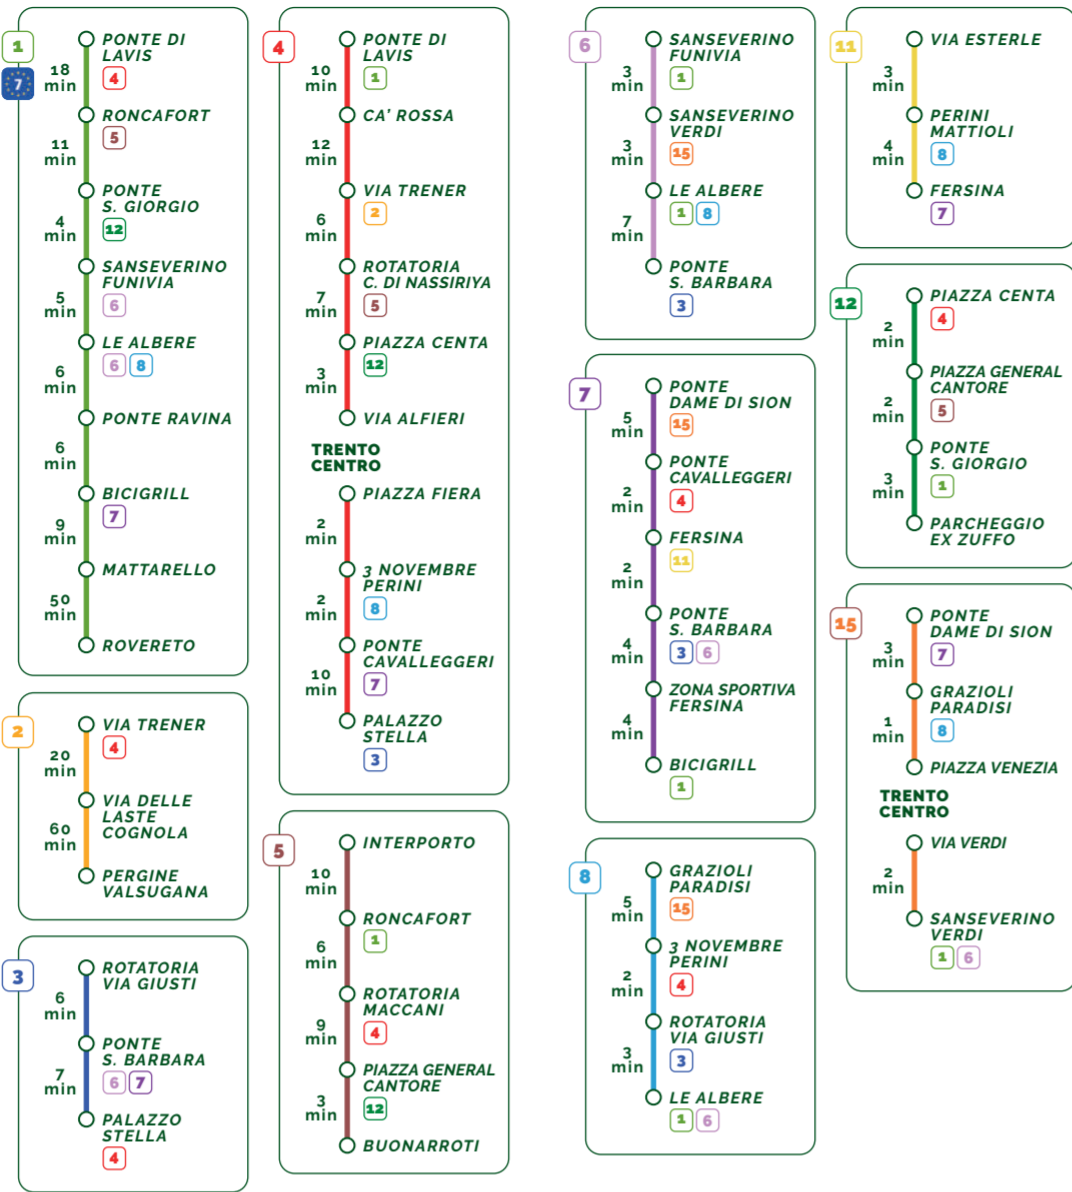 1
7
PONTE DI
LAVIS
4
18
min
RONCAFORT
5
11
min
PONTE
S. GIORGIO
12
4
min
SANSEVERINO
FUNIVIA
6
5
min
LE ALBERE
6 8
6
min
PONTE RAVINA
6
min
BICIGRILL
7
9
min
MATTARELLO
50
min
ROVERETO
2
VIA TRENER
4
20
min
VIA DELLE
LASTE
COGNOLA
60
min
PERGINE
VALSUGANA
3
ROTATORIA
VIA GIUSTI
6
min
PONTE
S. BARBARA
6 7
7
min
PALAZZO
STELLA
4
4
PONTE DI
LAVIS
1
10
min
CA' ROSSA
12
min
VIA TRENER
2
6
min
ROTATORIA
C. DI NASSIRIYA
5
7
min
PIAZZA CENTA
12
3
min
VIA ALFIERI
TRENTO
CENTRO
PIAZZA FIERA
2
min
3 NOVEMBRE
PERINI
8
2
min
PONTE
CAVALLEGGERI
7
10
min
PALAZZO
STELLA
3
5
INTERPORTO
10
min
RONCAFORT
1
6
min
ROTATORIA
MACCANI
4
9
min
PIAZZA GENERAL
CANTORE
12
3
min
BUONARROTI
6
SANSEVERINO
FUNIVIA
1
3
min
SANSEVERINO
VERDI
15
3
min
LE ALBERE
1 8
7
min
PONTE
S. BARBARA
3
7
PONTE
DAME DI SION
15
5
min
PONTE
CAVALLEGGERI
4
2
min
FERSINA
11
2
min
PONTE
S. BARBARA
3 6
4
min
ZONA SPORTIVA
FERSINA
4
min
BICIGRILL
1
8
GRAZIOLI
PARADISI
15
5
min
3 NOVEMBRE
PERINI
4
2
min
ROTATORIA
VIA GIUSTI
3
3
min
LE ALBERE
1 6
11
VIA ESTERLE
3
min
PERINI
MATTIOLI
8
4
min
FERSINA
7
12
PIAZZA CENTA
4
2
min
PIAZZA GENERAL
CANTORE
5
2
min
PONTE
S. GIORGIO
1
3
min
PARCHEGGIO
EX ZUFFO
15
PONTE
DAME DI SION
7
3
min
GRAZIOLI
PARADISI
8
1
min
PIAZZA VENEZIA
TRENTO
CENTRO
VIA VERDI
2
min
SANSEVERINO
VERDI
1 6